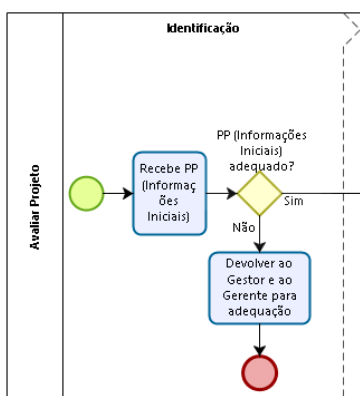 Identificação
Avaliar Projeto
PP (Informações
Iniciais)
adequado?
Recebe PP
(Informaç
ões
Iniciais)
Sim
Não
Devolver ao
Gestor e ao
Gerente para
adequação